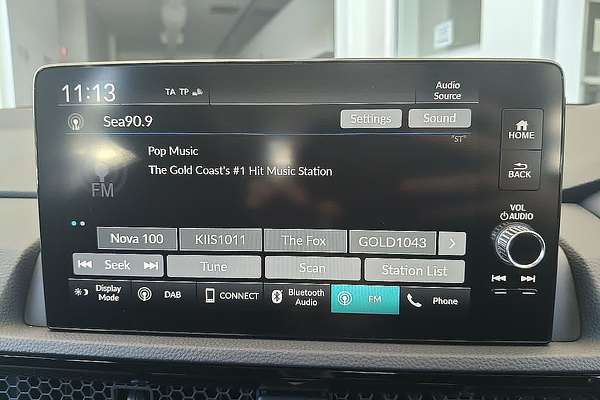 11:13
TA TP
Audio
Source
Sea90.9
Settings
Sound
"ST"
HOME
BACK
FM
Pop Music
The Gold Coast's #1 Hit Music Station
VOL
AUDIO
Nova 100
KIIS1011
The Fox
GOLD1043
Seek
Tune
Scan
Station List
Display
Mode
DAB
CONNECT
Bluetooth
Audio
FM
Phone